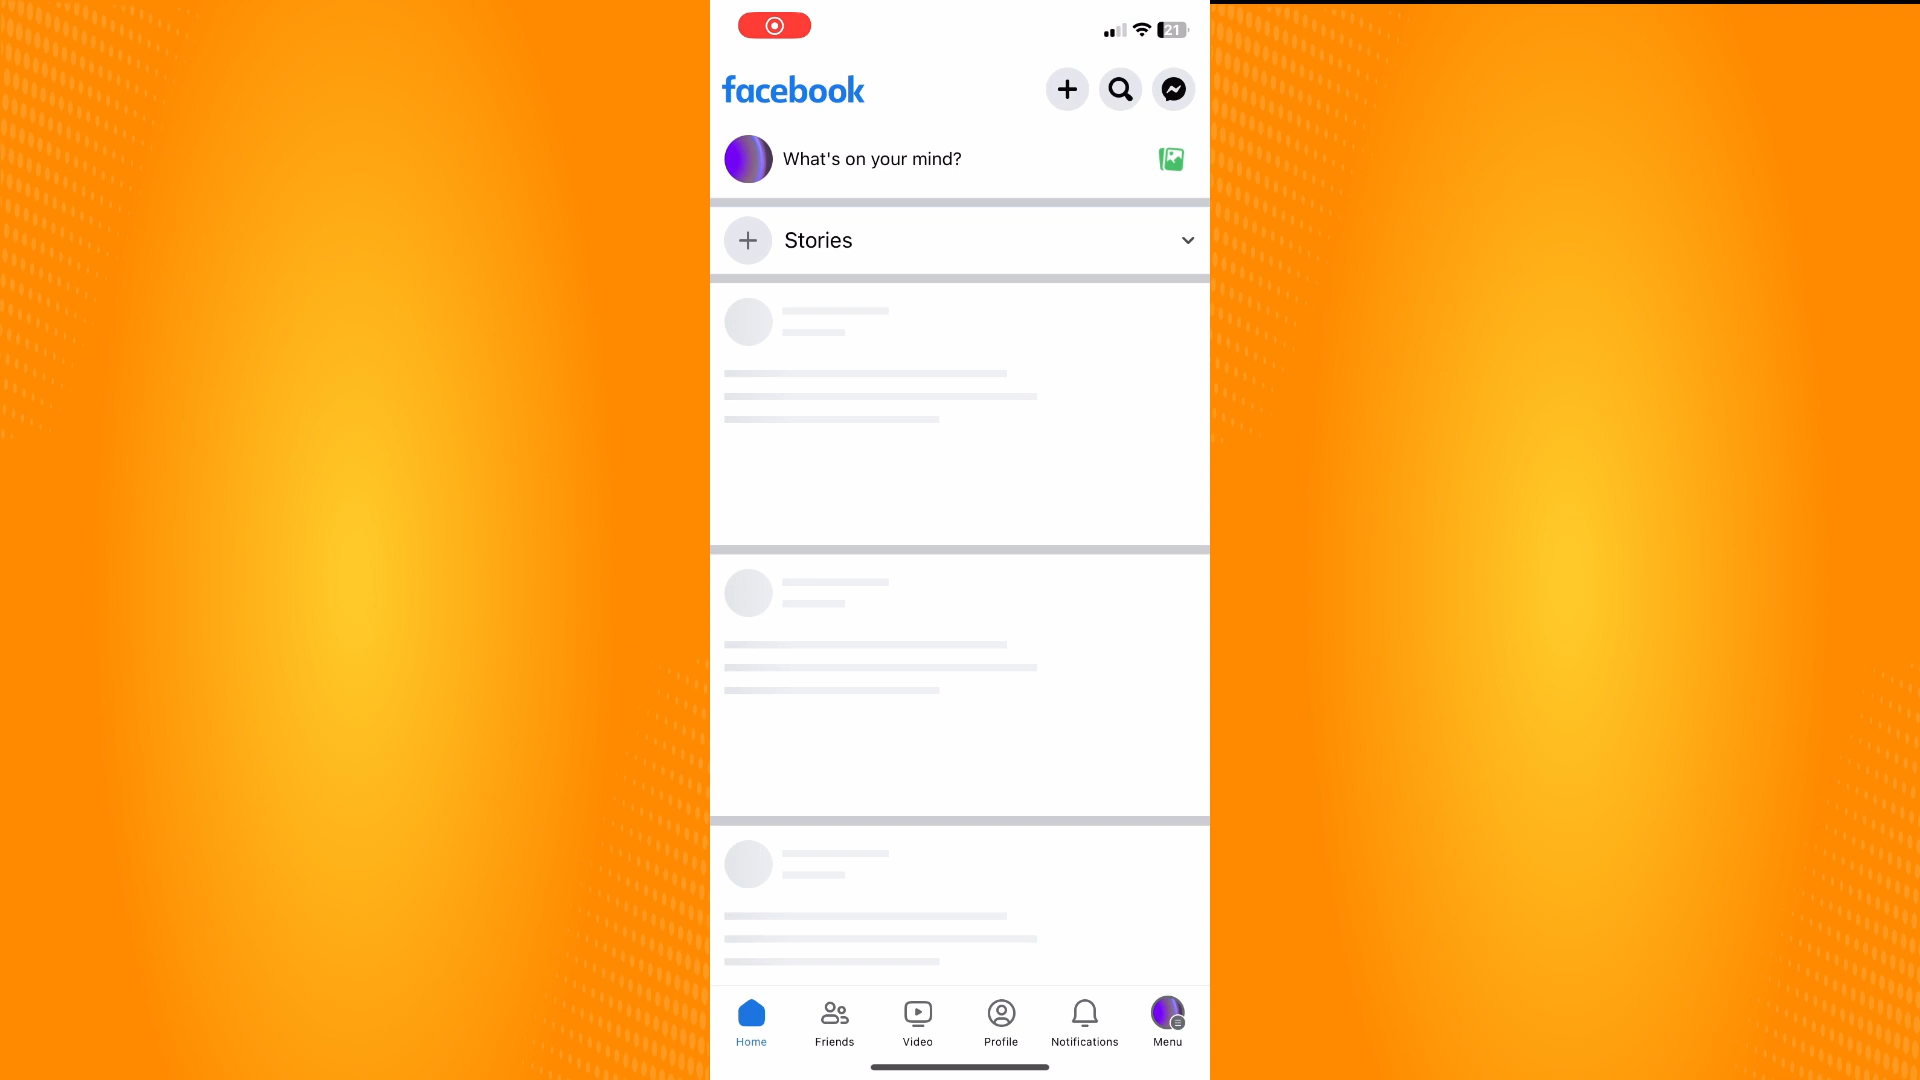 21
facebook
What's on your mind?
Stories
Home
Friends
Video
Profile
Notifications
Menu